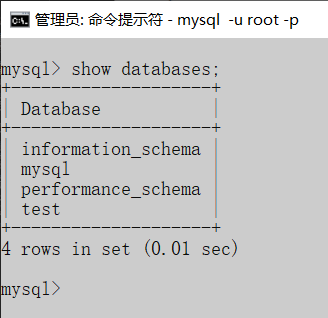 管理员: 命令提示符 - mysql  -u root -p
mysql> show databases;
+--------------------+
| Database           |
+--------------------+
| information_schema |
| mysql              |
| performance_schema |
| test               |
+--------------------+
4 rows in set (0.01 sec)
mysql>